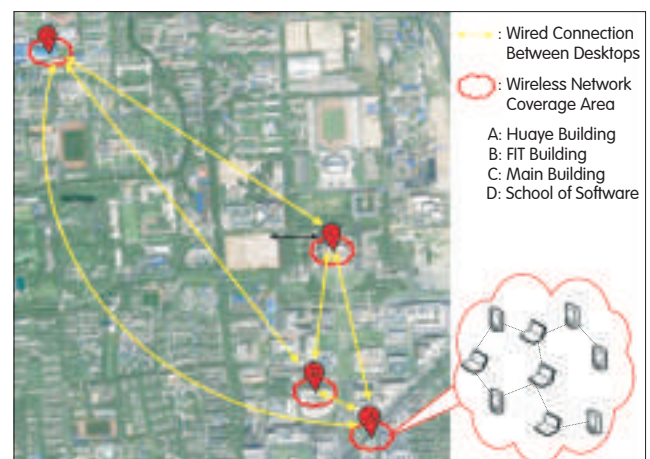 : Wired Connection
Between Desktops
: Wireless Network
Coverage Area
A: Huaye Building
B: FIT Building
C: Main Building
D: School of Software